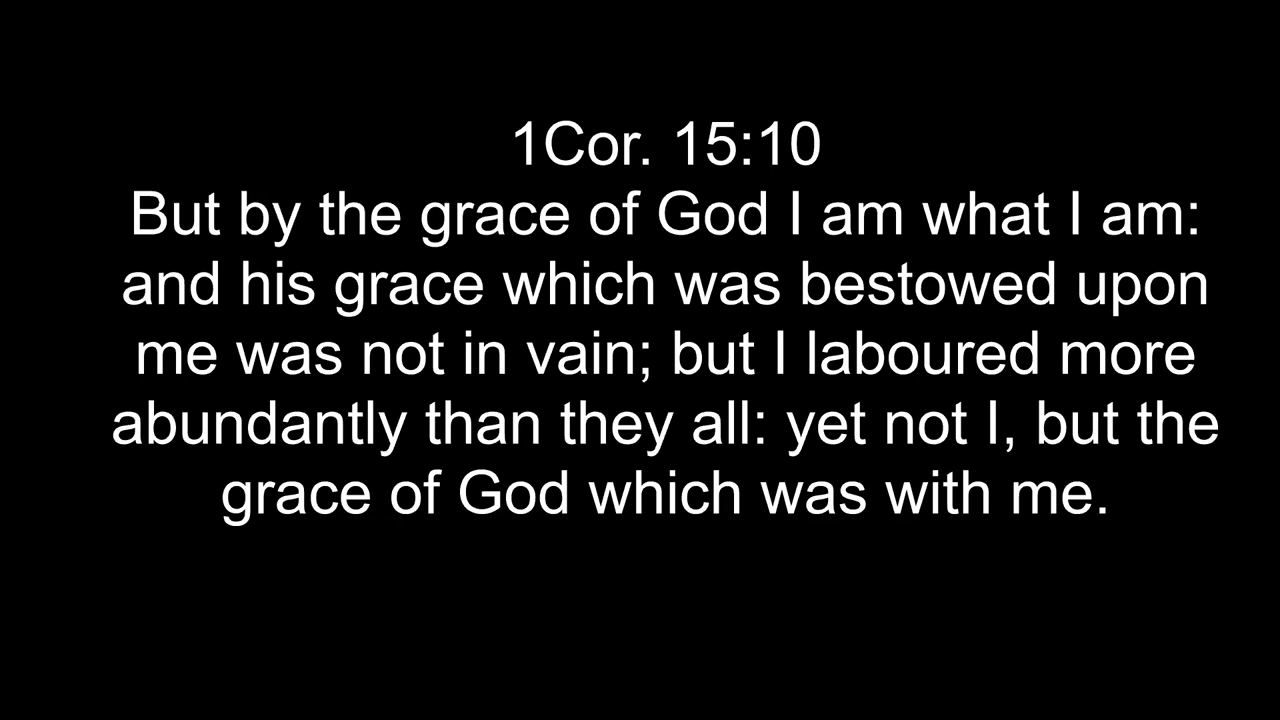 1Cor. 15:10
But by the grace of God I am what I am:
and his grace which was bestowed upon
me was not in vain; but I laboured more
abundantly than they all: yet not I, but the
grace of God which was with me.